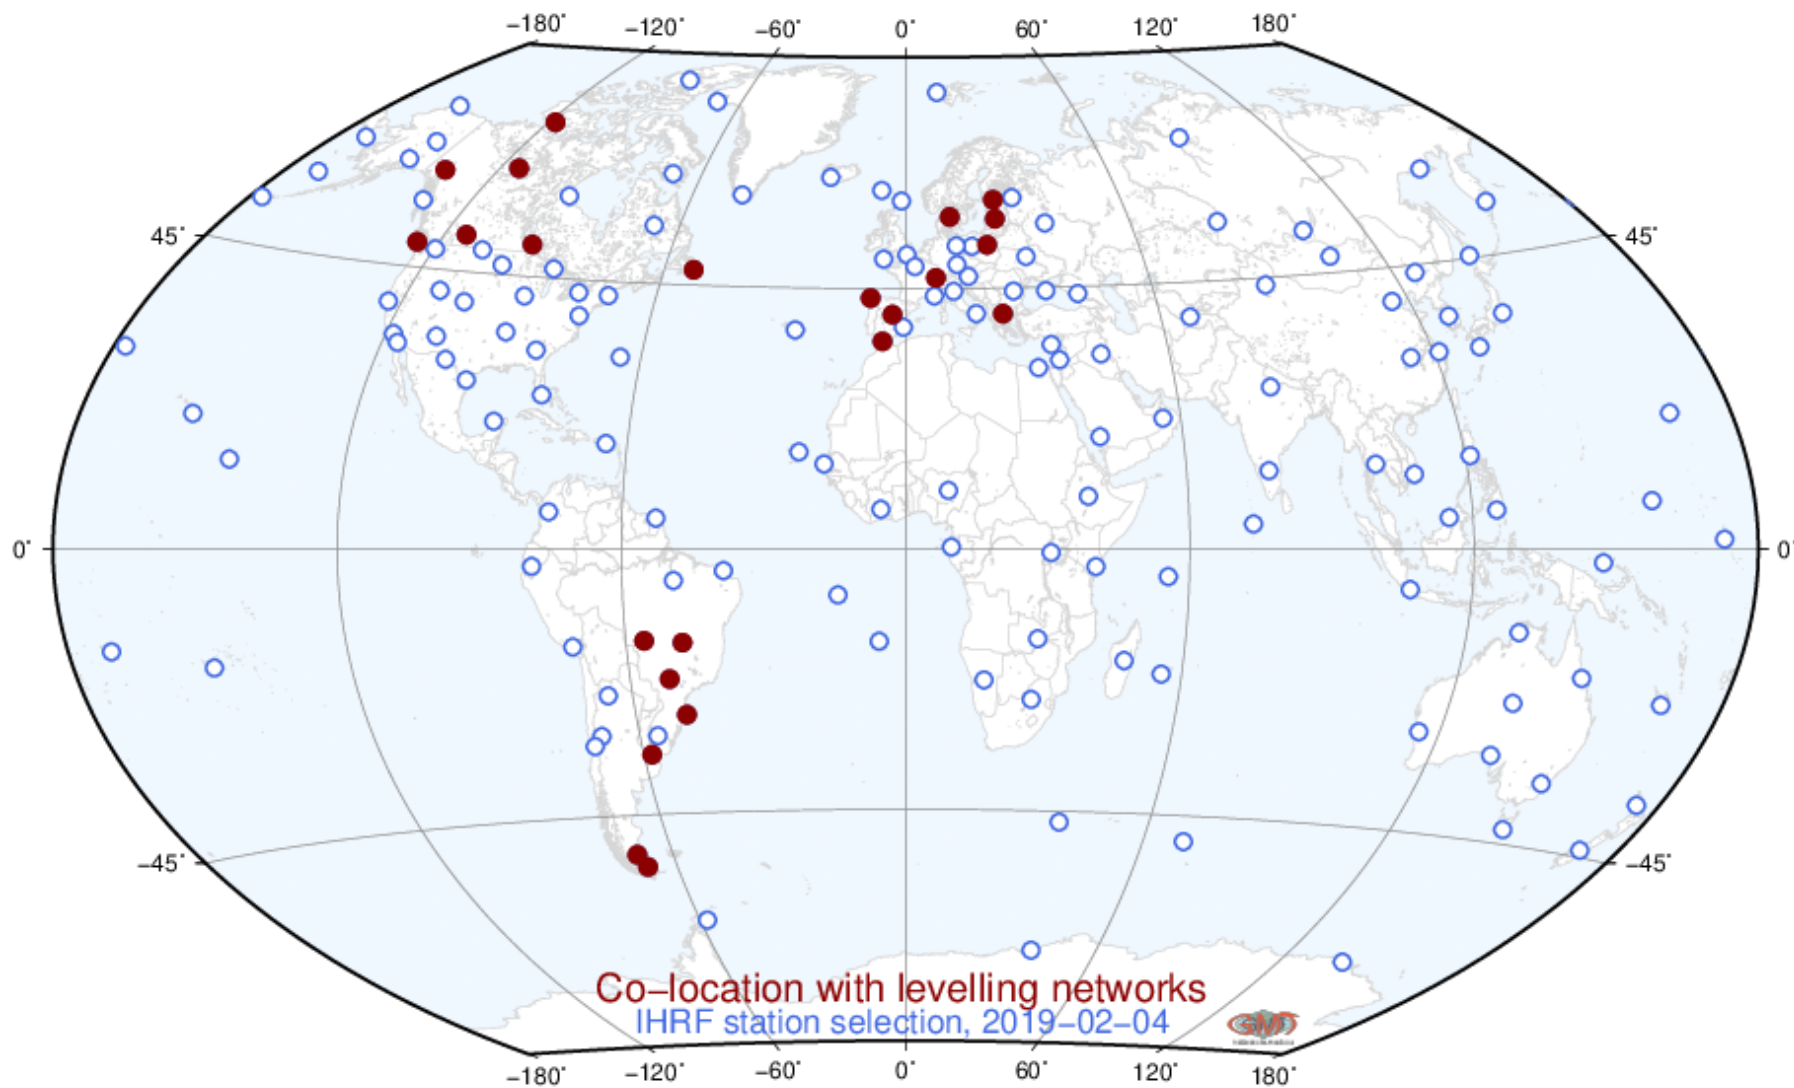 −180˚ −120˚ −60˚ 0˚ 60˚ 120˚ 180˚
45˚ 45˚
0˚ 0˚
−45˚ −45˚
Co−location with levelling networks
IHRF station selection, 2019−02−04
GMT
−180˚ −120˚ −60˚ 0˚ 60˚ 120˚ 180˚